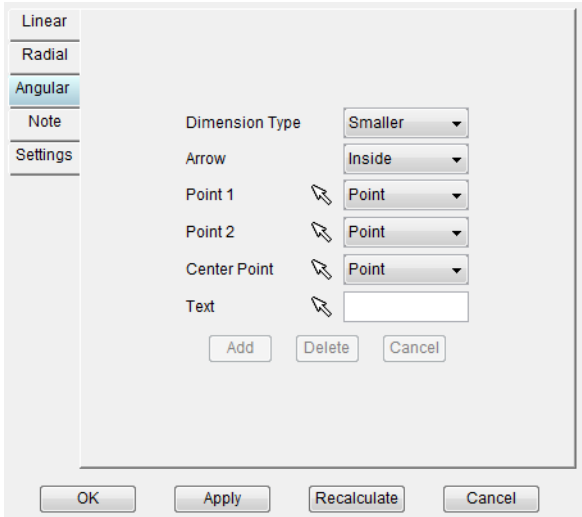 Linear
Radial
Angular
Note
Settings
Dimension Type Smaller
Arrow Inside
Point 1 Point
Point 2 Point
Center Point Point
Text
Add Delete Cancel
OK Apply Recalculate Cancel